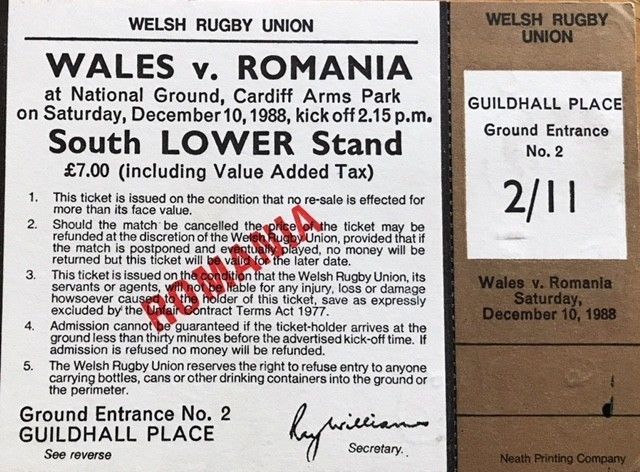 WELSH RUGBY UNION
WALES v. ROMANIA
at National Ground, Cardiff Arms Park
on Saturday, December 10, 1988, kick off 2.15 p.m.
South LOWER Stand
£7.00 (including Value Added Tax)
1. This ticket is issued on the condition that no re-sale is effected for
more than its face value.
2. Should the match be cancelled the price of the ticket may be
refunded at the discretion of the Welsh Rugby Union, provided that if
the match is postponed and eventually played, no money will be
returned but this ticket will be valid for the later date.
3. This ticket is issued on the condition that the Welsh Rugby Union, its
servants or agents, will not be liable for any injury, loss or damage
howsoever caused to the holder of this ticket, save as expressly
excluded by the Unfair Contract Terms Act 1977.
4. Admission cannot be guaranteed if the ticket-holder arrives at the
ground less than thirty minutes before the advertised kick-off time. If
admission is refused no money will be refunded.
5. The Welsh Rugby Union reserves the right to refuse entry to anyone
carrying bottles, cans or other drinking containers into the ground or
the perimeter.
ROMANIA
Ground Entrance No. 2
GUILDHALL PLACE
See reverse
Ray Williams
Secretary.
WELSH RUGBY
UNION
GUILDHALL PLACE
Ground Entrance
No. 2
2/11
Wales v. Romania
Saturday,
December 10, 1988
Neath Printing Company